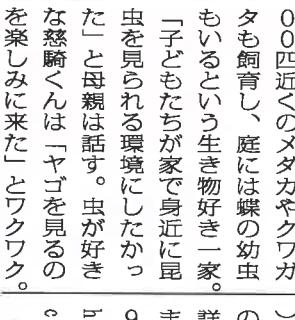 ００匹近くのメダカやクワガ
タも飼育し、庭には蝶の幼虫
もいるという生き物好き一家。
「子どもたちが家で身近に昆
虫を見られる環境にしたかっ
た」と母親は話す。虫が好き
な慈騎くんは「ヤゴを見るの
を楽しみに来た」とワクワク。